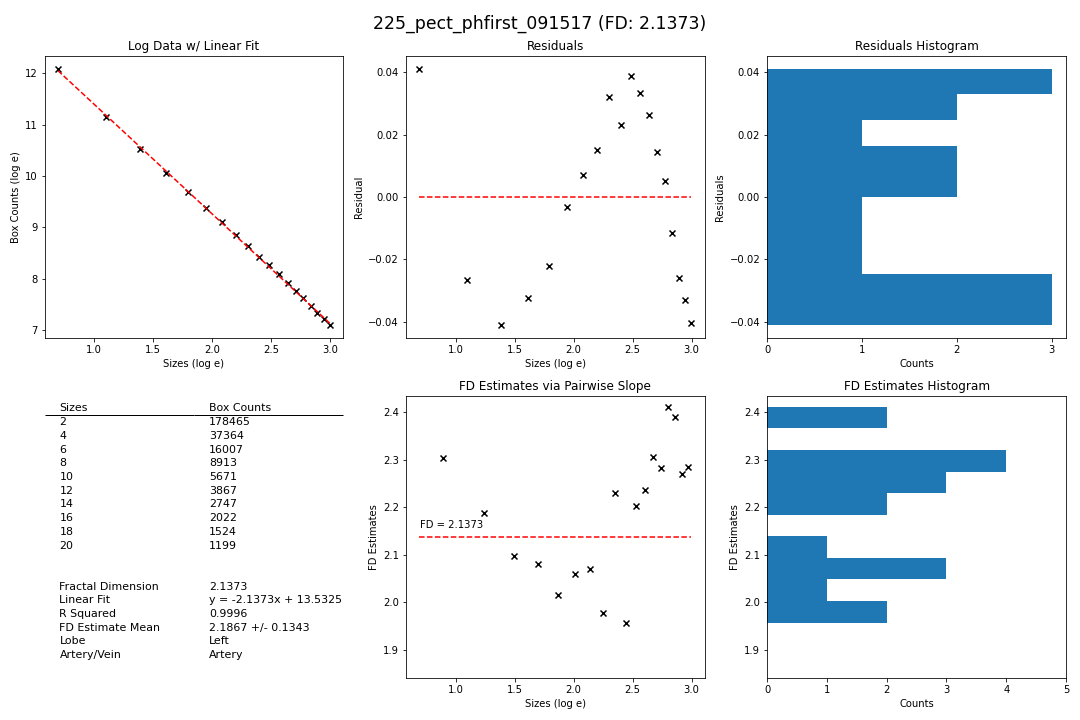 225_pect_phfirst_091517 (FD: 2.1373)
Log Data w/ Linear Fit
Box Counts (log e)
12
11
10
9
8
7
1.0 1.5 2.0 2.5 3.0
Sizes (log e)
Residuals
Residual
0.04
0.02
0.00
−0.02
−0.04
1.0 1.5 2.0 2.5 3.0
Sizes (log e)
Residuals Histogram
Residuals
0.04
0.02
0.00
−0.02
−0.04
0 1 2 3
Counts
Sizes Box Counts
2 178465
4 37364
6 16007
8 8913
10 5671
12 3867
14 2747
16 2022
18 1524
20 1199
Fractal Dimension 2.1373
Linear Fit y = -2.1373x + 13.5325
R Squared 0.9996
FD Estimate Mean 2.1867 +/- 0.1343
Lobe Left
Artery/Vein Artery
FD Estimates via Pairwise Slope
FD Estimates
2.4
2.3
2.2
2.1
2.0
1.9
FD = 2.1373
1.0 1.5 2.0 2.5 3.0
Sizes (log e)
FD Estimates Histogram
FD Estimates
2.4
2.3
2.2
2.1
2.0
1.9
0 1 2 3 4 5
Counts